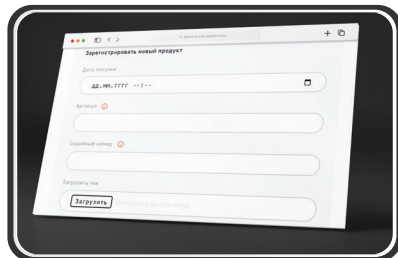 Зарегистрировать новый продукт
Дата покупки
дд.мм.гггг --:--
Артикул
Серийный номер
Загрузить чек
Загрузить